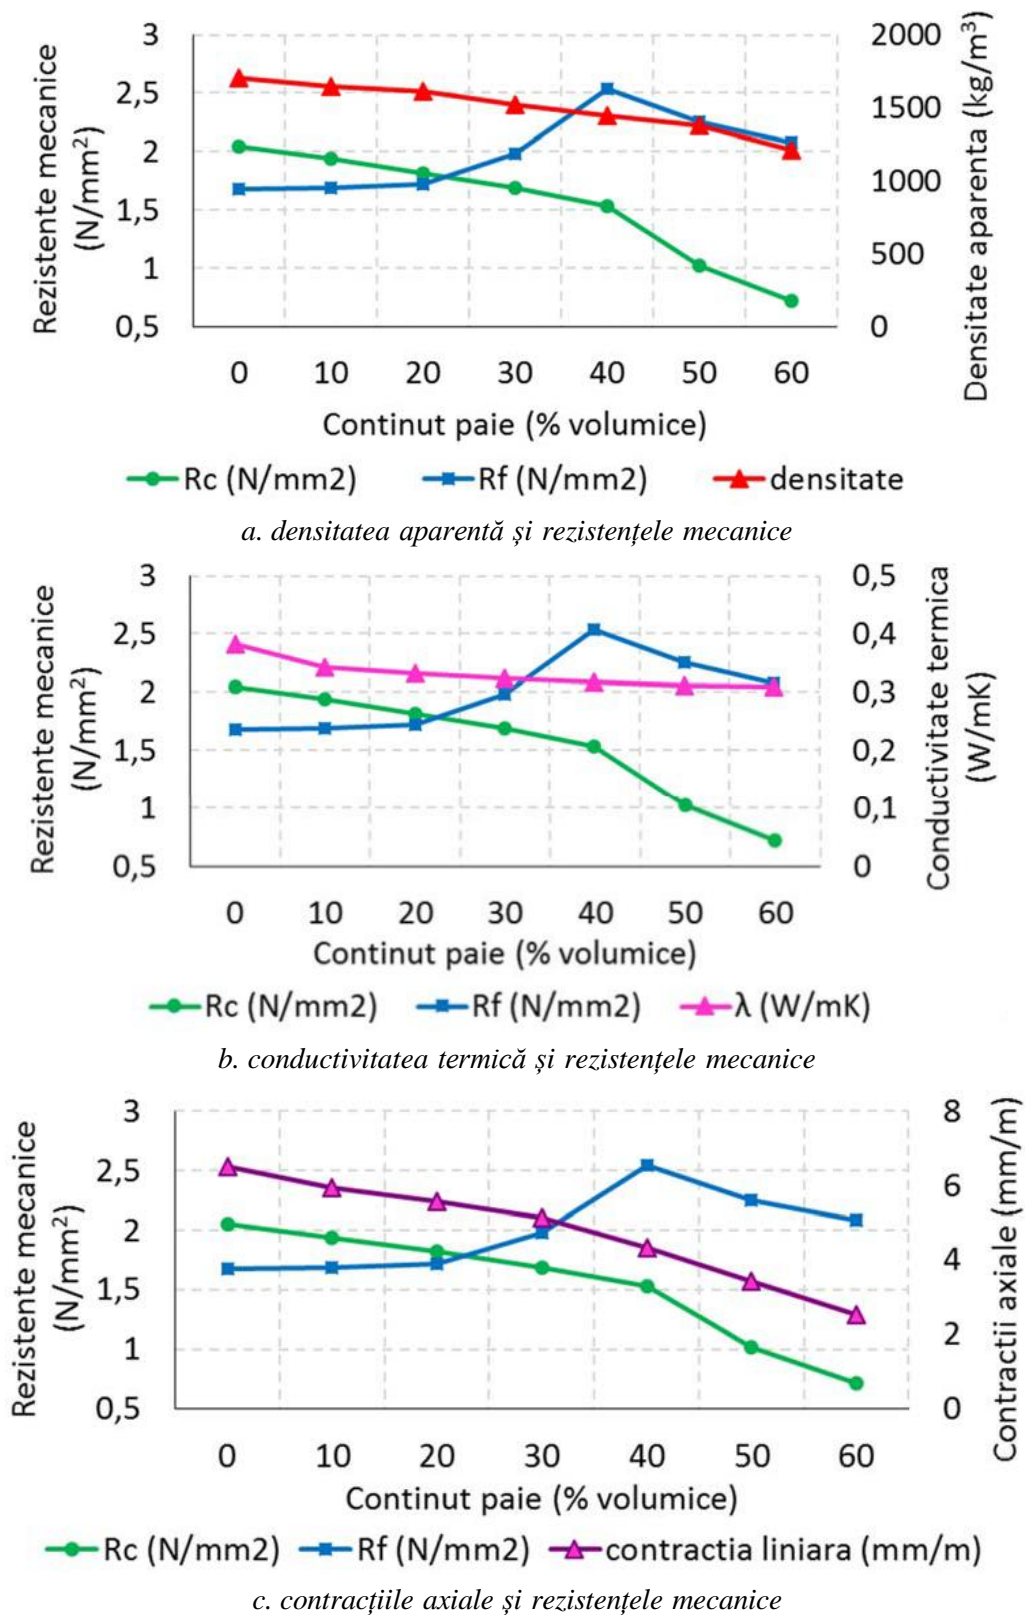 Rezistente mecanice
(N/mm²)
3
2,5
2
1,5
1
0,5
2000
1500
1000
500
0
Densitate aparenta (kg/m³)
0 10 20 30 40 50 60
Continut paie (% volumice)
Rc (N/mm2) Rf (N/mm2) densitate
a. densitatea aparentă și rezistențele mecanice
Rezistente mecanice
(N/mm²)
3
2,5
2
1,5
1
0,5
0,5
0,4
0,3
0,2
0,1
0
Conductivitate termica
(W/mK)
0 10 20 30 40 50 60
Continut paie (% volumice)
Rc (N/mm2) Rf (N/mm2) λ (W/mK)
b. conductivitatea termică și rezistențele mecanice
Rezistente mecanice
(N/mm²)
3
2,5
2
1,5
1
0,5
8
6
4
2
0
Contractii axiale (mm/m)
0 10 20 30 40 50 60
Continut paie (% volumice)
Rc (N/mm2) Rf (N/mm2) contractia liniara (mm/m)
c. contracțiile axiale și rezistențele mecanice